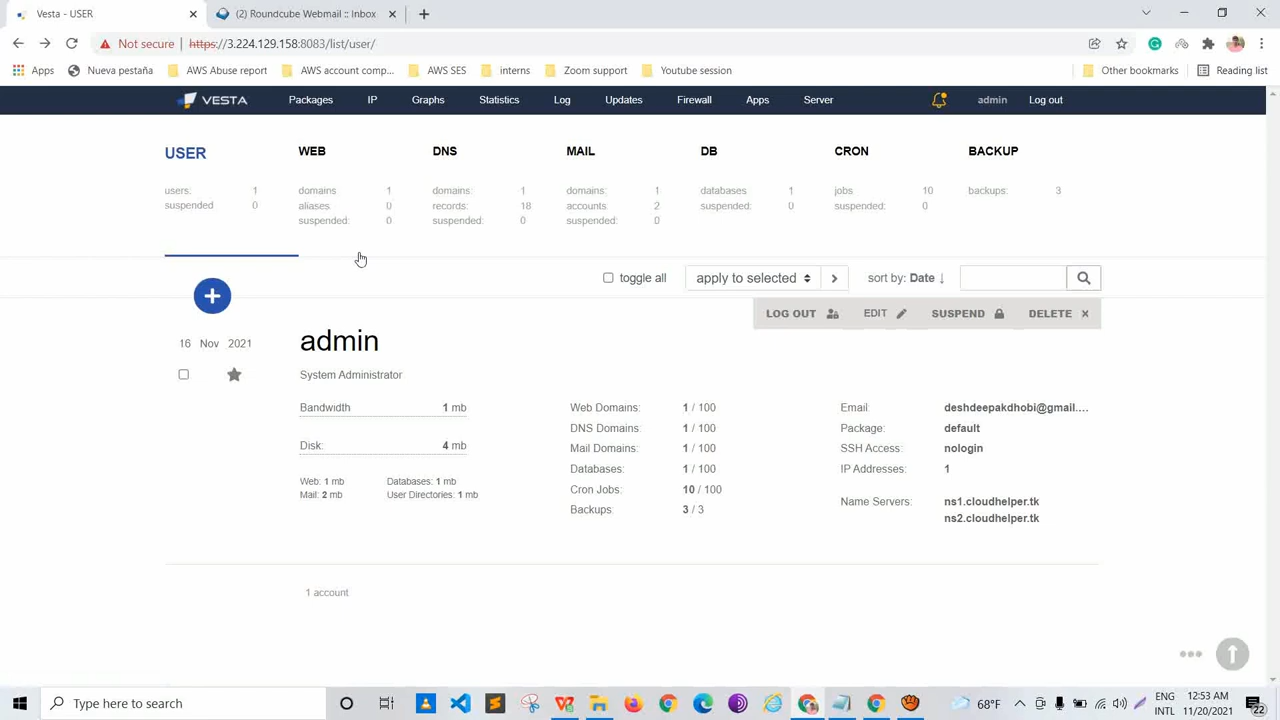 Vesta - USER
(2) Roundcube Webmail :: Inbox
Not secure
https://3.224.129.158:8083/list/user/
Apps
Nueva pestaña
AWS Abuse report
AWS account comp...
AWS SES
interns
Zoom support
Youtube session
Other bookmarks
Reading list
VESTA
Packages
IP
Graphs
Statistics
Log
Updates
Firewall
Apps
Server
admin
Log out
USER
users: 1
suspended 0
WEB
domains 1
aliases. 0
suspended: 0
DNS
domains: 1
records: 18
suspended: 0
MAIL
domains: 1
accounts 2
suspended: 0
DB
databases 1
suspended: 0
CRON
jobs 10
suspended: 0
BACKUP
backups: 3
toggle all
apply to selected
sort by: Date ↓
LOG OUT
EDIT
SUSPEND
DELETE
16 Nov 2021
admin
System Administrator
Bandwidth 1 mb
Disk: 4 mb
Web: 1 mb
Databases: 1 mb
Mail: 2 mb
User Directories: 1 mb
Web Domains: 1 / 100
DNS Domains: 1 / 100
Mail Domains: 1 / 100
Databases: 1 / 100
Cron Jobs: 10 / 100
Backups: 3 / 3
Email: deshdeepakdhobi@gmail....
Package: default
SSH Access: nologin
IP Addresses: 1
Name Servers: ns1.cloudhelper.tk
ns2.cloudhelper.tk
1 account
Type here to search
68°F
ENG
INTL
12:53 AM
11/20/2021
22